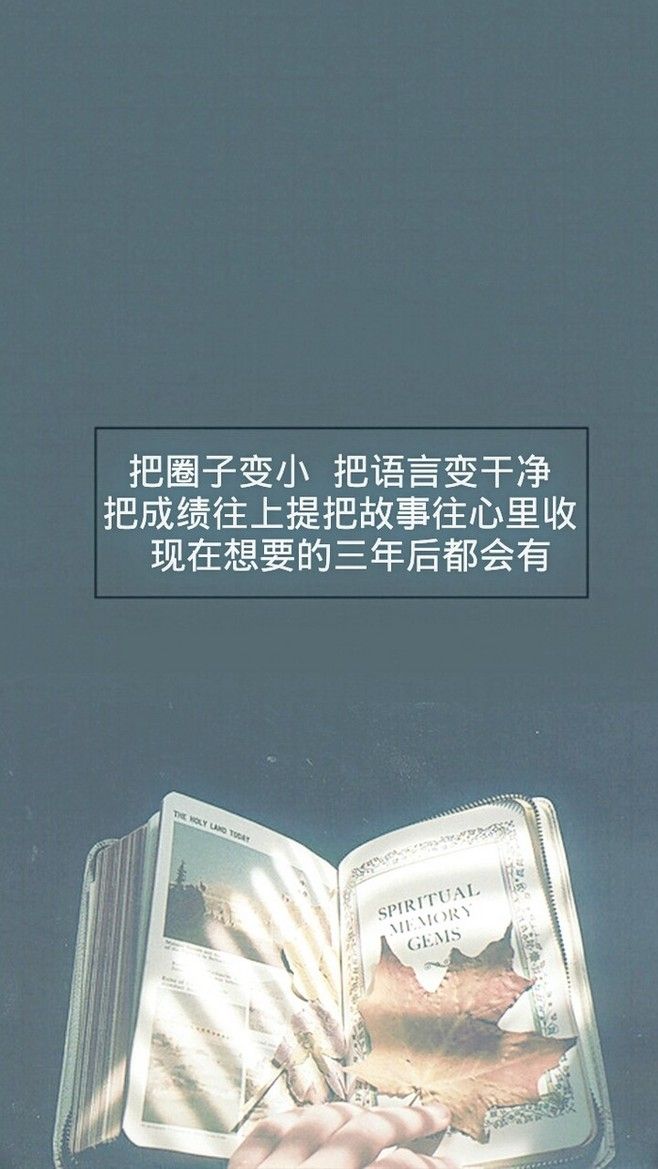 把圈子变小 把语言变干净
把成绩往上提把故事往心里收
现在想要的三年后都会有
THE HOLY LAND TODAY
SPIRITUAL
MEMORY
GEMS